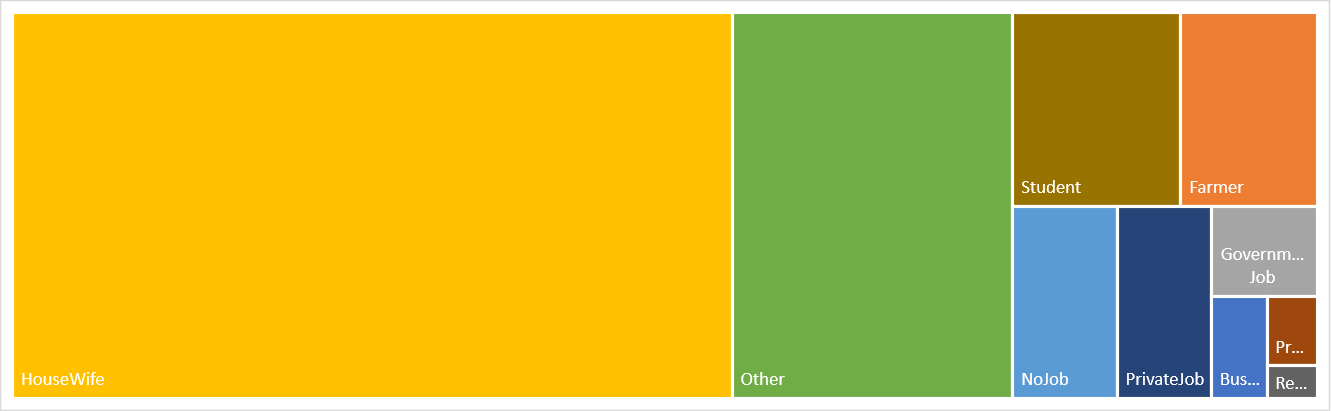 HouseWife
Other
Student
Farmer
NoJob
PrivateJob
Governm...
Job
Bus...
Pr...
Re...